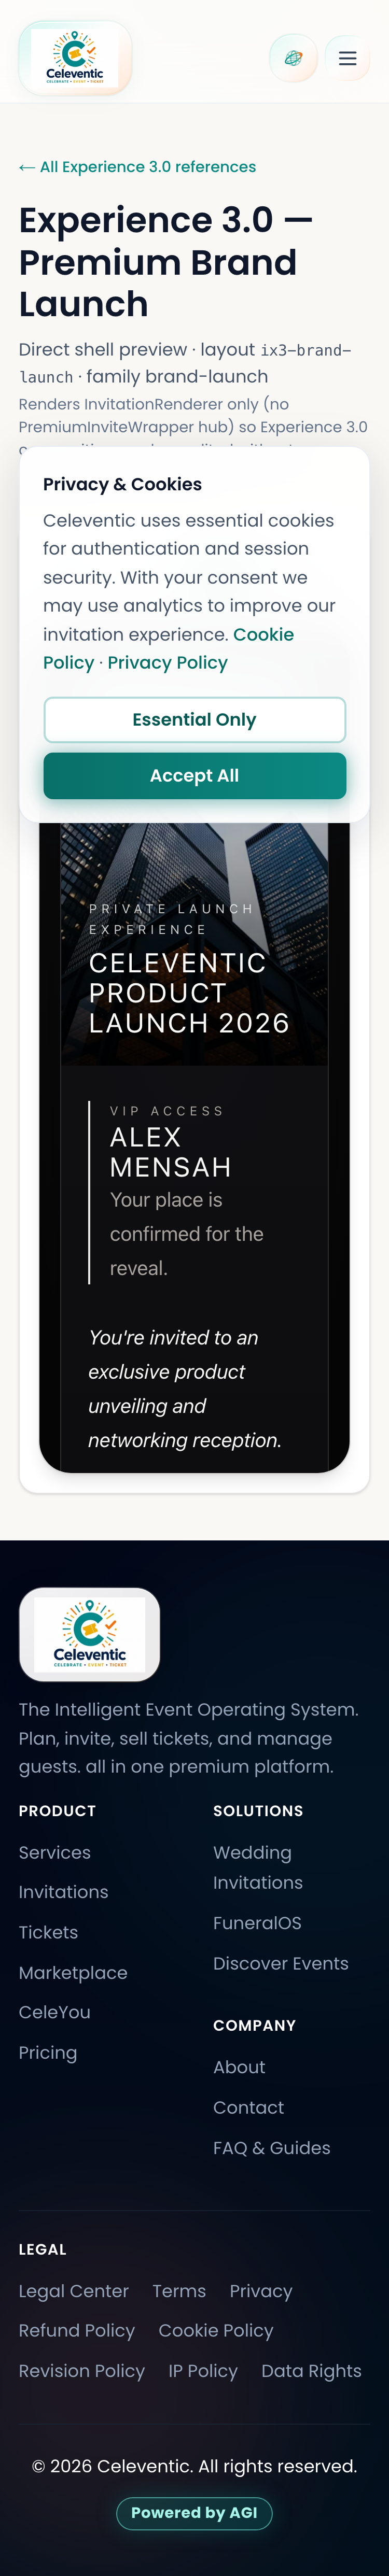 Celeventic
CELEBRATE • EVENT • TICKET
← All Experience 3.0 references
Experience 3.0 —
Premium Brand
Launch
Direct shell preview · layout ix3-brand-
launch · family brand-launch
Renders InvitationRenderer only (no
PremiumInviteWrapper hub) so Experience 3.0
Privacy & Cookies
Celeventic uses essential cookies
for authentication and session
security. With your consent we
may use analytics to improve our
invitation experience. Cookie
Policy · Privacy Policy
Essential Only
Accept All
PRIVATE LAUNCH
EXPERIENCE
CELEVENTIC
PRODUCT
LAUNCH 2026
VIP ACCESS
ALEX
MENSAH
Your place is
confirmed for the
reveal.
You're invited to an
exclusive product
unveiling and
networking reception.
Celeventic
CELEBRATE • EVENT • TICKET
The Intelligent Event Operating System.
Plan, invite, sell tickets, and manage
guests. all in one premium platform.
PRODUCT
Services
Invitations
Tickets
Marketplace
CeleYou
Pricing
SOLUTIONS
Wedding
Invitations
FuneralOS
Discover Events
COMPANY
About
Contact
FAQ & Guides
LEGAL
Legal Center Terms Privacy
Refund Policy Cookie Policy
Revision Policy IP Policy Data Rights
© 2026 Celeventic. All rights reserved.
Powered by AGI